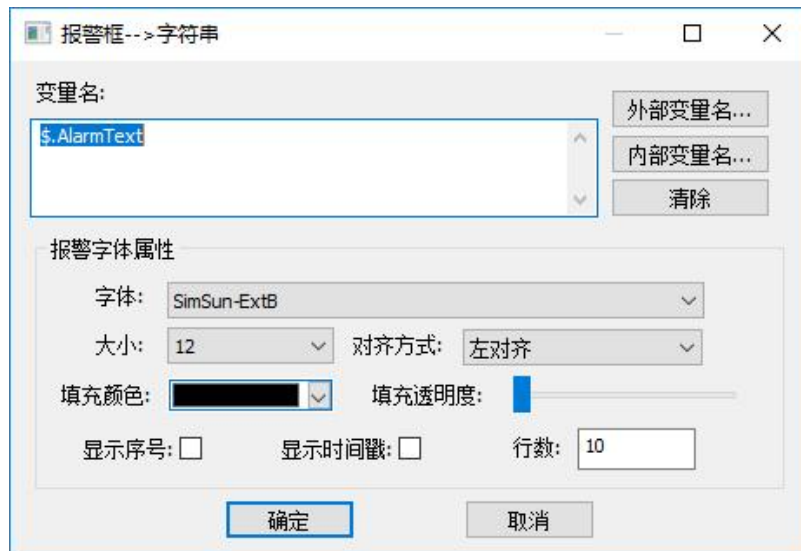 报警框-->字符串
变量名:
$.AlarmText
外部变量名...
内部变量名...
清除
报警字体属性
字体: SimSun-ExtB
大小: 12 对齐方式: 左对齐
填充颜色: 填充透明度:
显示序号: 显示时间戳: 行数: 10
确定 取消